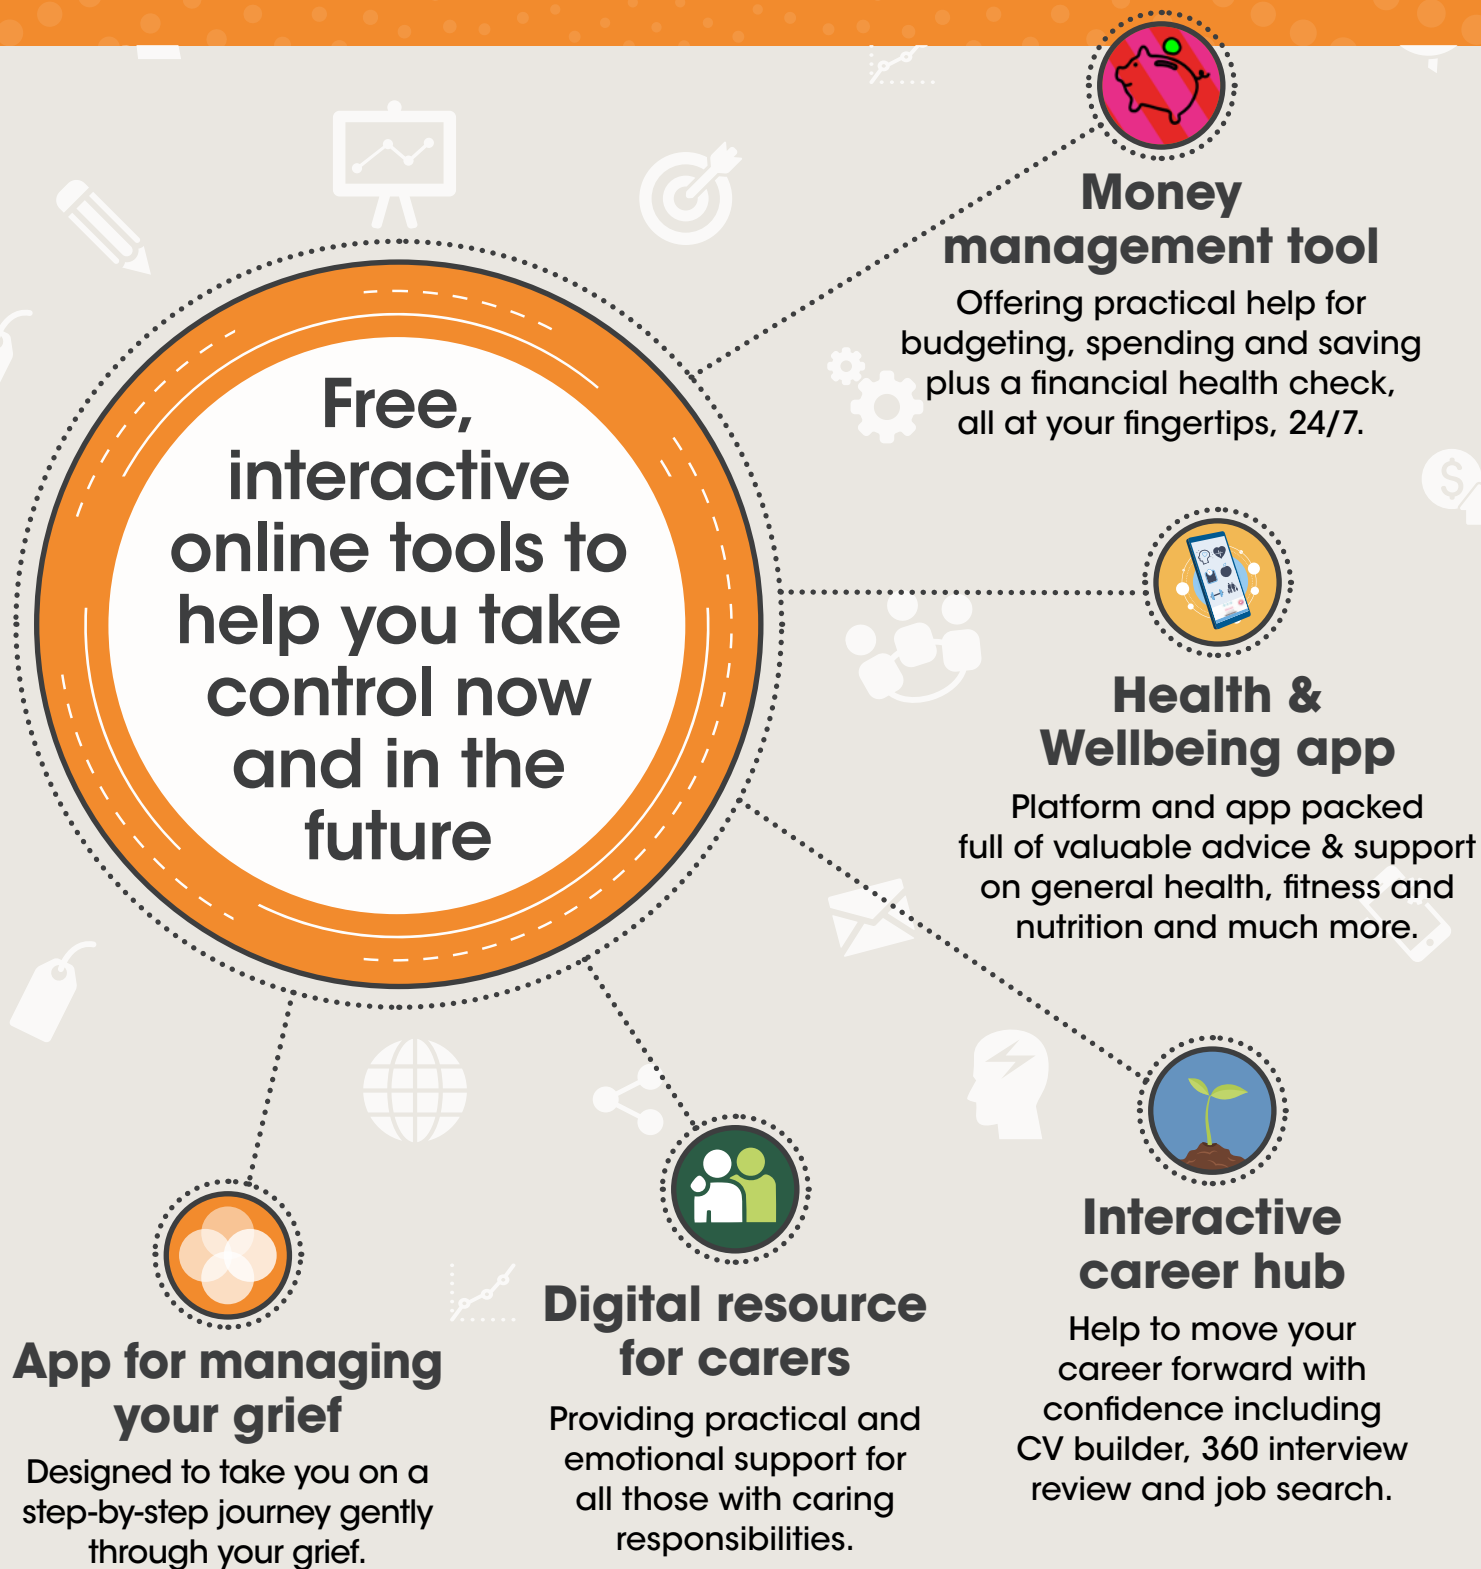 Free,
interactive
online tools to
help you take
control now
and in the
future
Money
management tool
Offering practical help for
budgeting, spending and saving
plus a financial health check,
all at your fingertips, 24/7.
Health &
Wellbeing app
Platform and app packed
full of valuable advice & support
on general health, fitness and
nutrition and much more.
Interactive
career hub
Help to move your
career forward with
confidence including
CV builder, 360 interview
review and job search.
Digital resource
for carers
Providing practical and
emotional support for
all those with caring
responsibilities.
App for managing
your grief
Designed to take you on a
step-by-step journey gently
through your grief.